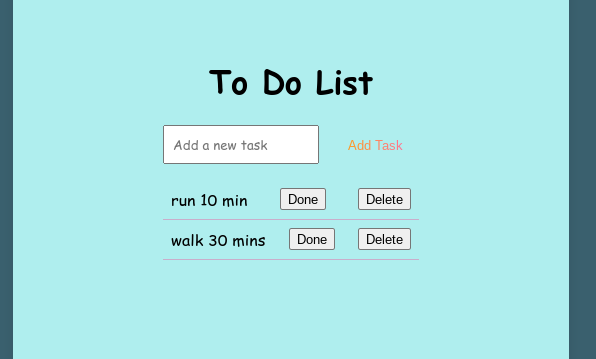 To Do List
Add a new task Add Task
run 10 min Done Delete
walk 30 mins Done Delete